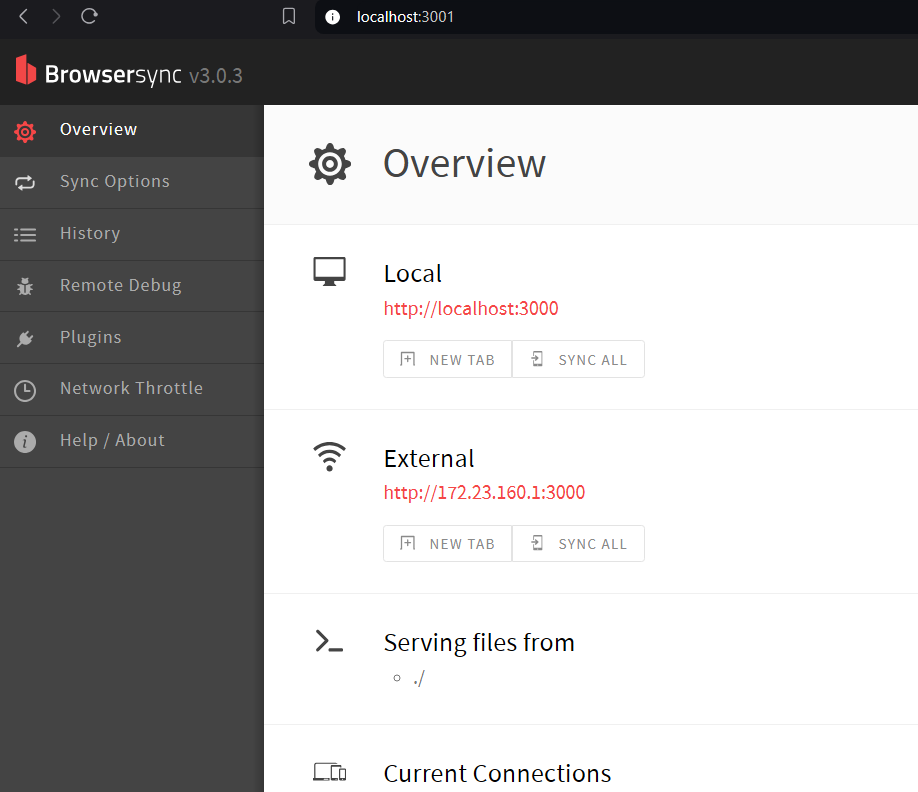 localhost:3001
Browsersync v3.0.3
Overview
Sync Options
History
Remote Debug
Plugins
Network Throttle
Help / About
Overview
Local
http://localhost:3000
NEW TAB
SYNC ALL
External
http://172.23.160.1:3000
NEW TAB
SYNC ALL
Serving files from
./
Current Connections